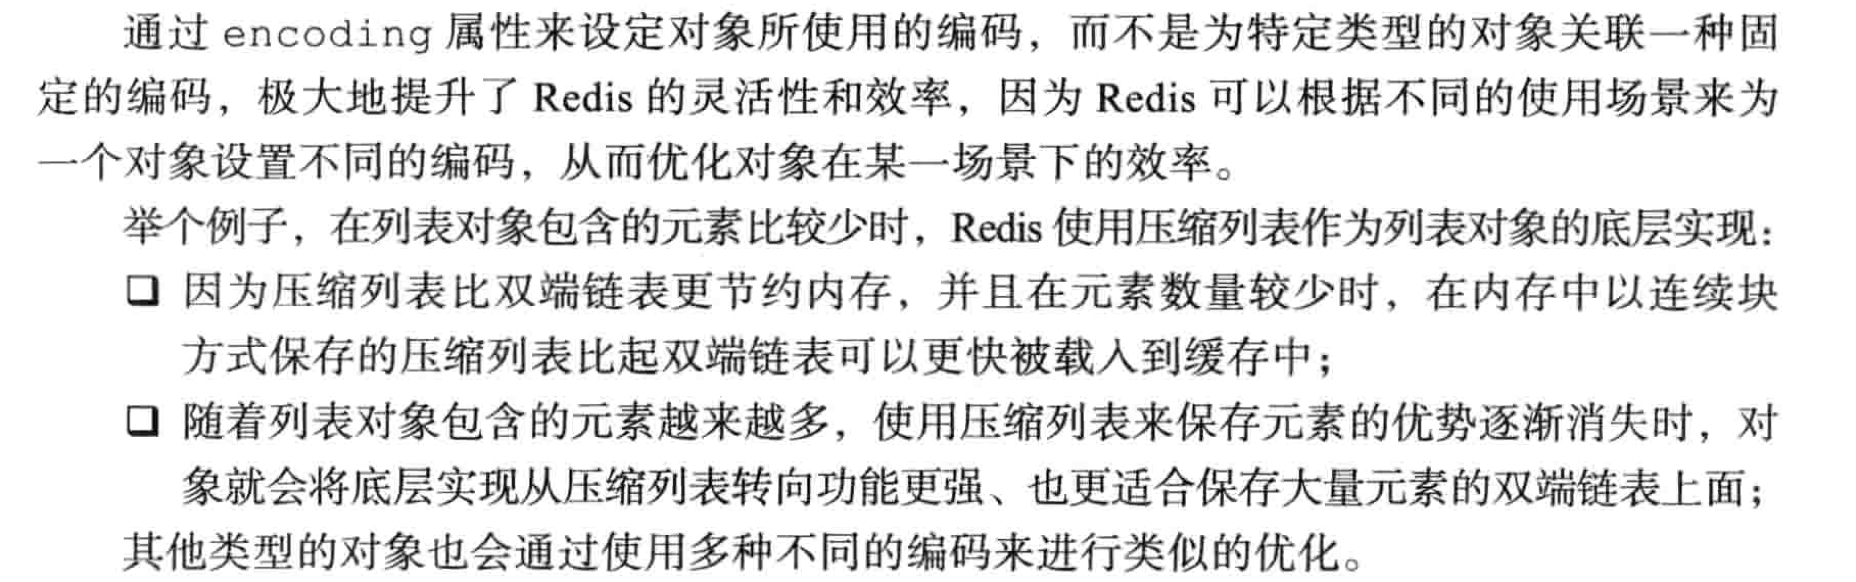 通过 encoding 属性来设定对象所使用的编码，而不是为特定类型的对象关联一种固
定的编码，极大地提升了 Redis 的灵活性和效率，因为 Redis 可以根据不同的使用场景来为
一个对象设置不同的编码，从而优化对象在某一场景下的效率。
举个例子，在列表对象包含的元素比较少时，Redis 使用压缩列表作为列表对象的底层实现：
❑ 因为压缩列表比双端链表更节约内存，并且在元素数量较少时，在内存中以连续块
方式保存的压缩列表比起双端链表可以更快被载入到缓存中；
❑ 随着列表对象包含的元素越来越多，使用压缩列表来保存元素的优势逐渐消失时，对
象就会将底层实现从压缩列表转向功能更强、也更适合保存大量元素的双端链表上面；
其他类型的对象也会通过使用多种不同的编码来进行类似的优化。